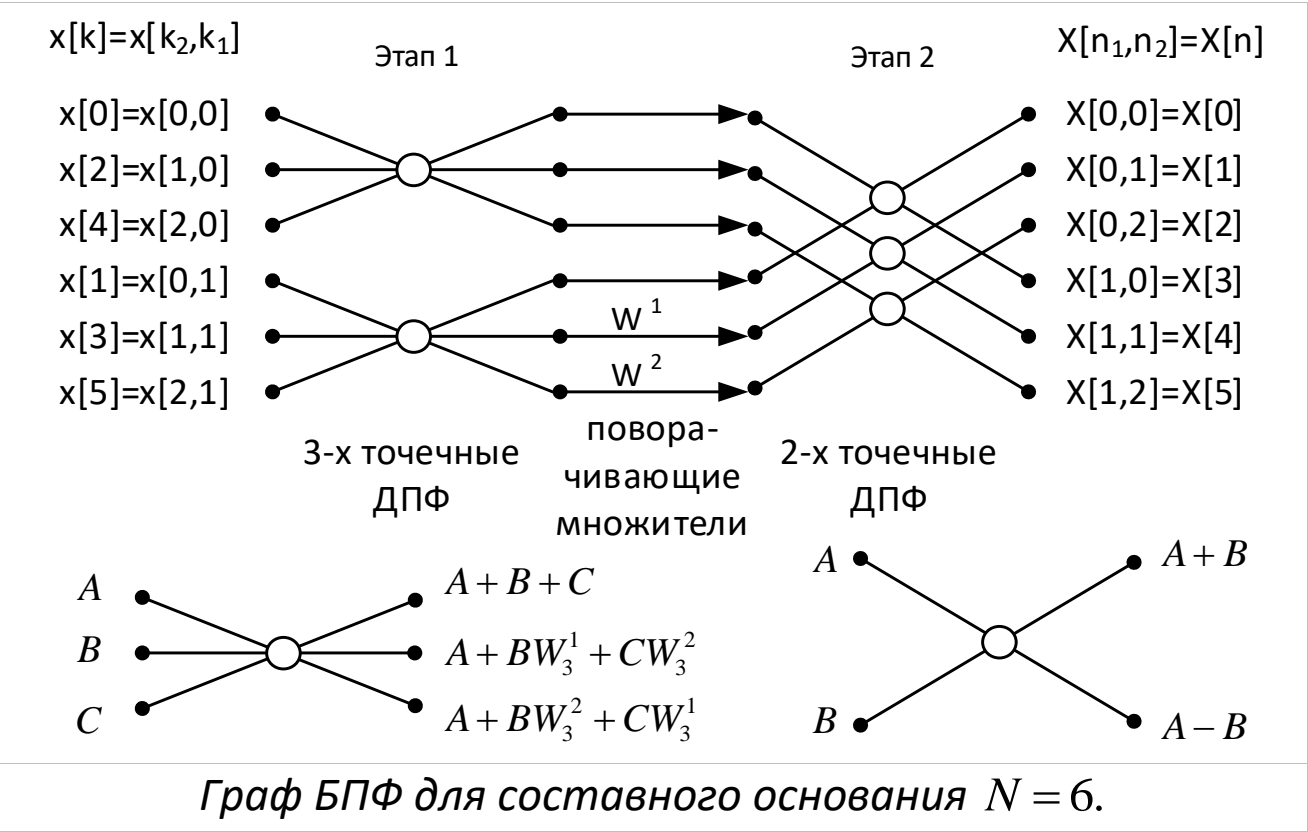 x[k]=x[k₂,k₁]
Этап 1
Этап 2
X[n₁,n₂]=X[n]
x[0]=x[0,0]
X[0,0]=X[0]
x[2]=x[1,0]
X[0,1]=X[1]
x[4]=x[2,0]
X[0,2]=X[2]
x[1]=x[0,1]
X[1,0]=X[3]
x[3]=x[1,1]
W ¹
X[1,1]=X[4]
x[5]=x[2,1]
W ²
X[1,2]=X[5]
3-х точечные
ДПФ
повора-
чивающие
множители
2-х точечные
ДПФ
A
A + B + C
B
A + BW₃¹ + CW₃²
C
A + BW₃² + CW₃¹
A
A + B
B
A − B
Граф БПФ для составного основания N = 6.